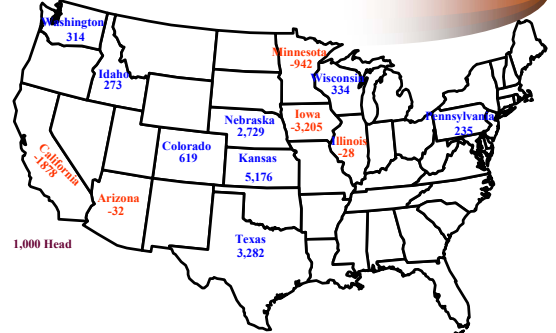 Washington
314
Minnesota
-942
Idaho
273
Wisconsin
334
Nebraska
2,729
Iowa
-3,205
Pennsylvania
235
Illinois
-28
Colorado
619
Kansas
5,176
California
-1878
Arizona
-32
Texas
3,282
1,000 Head